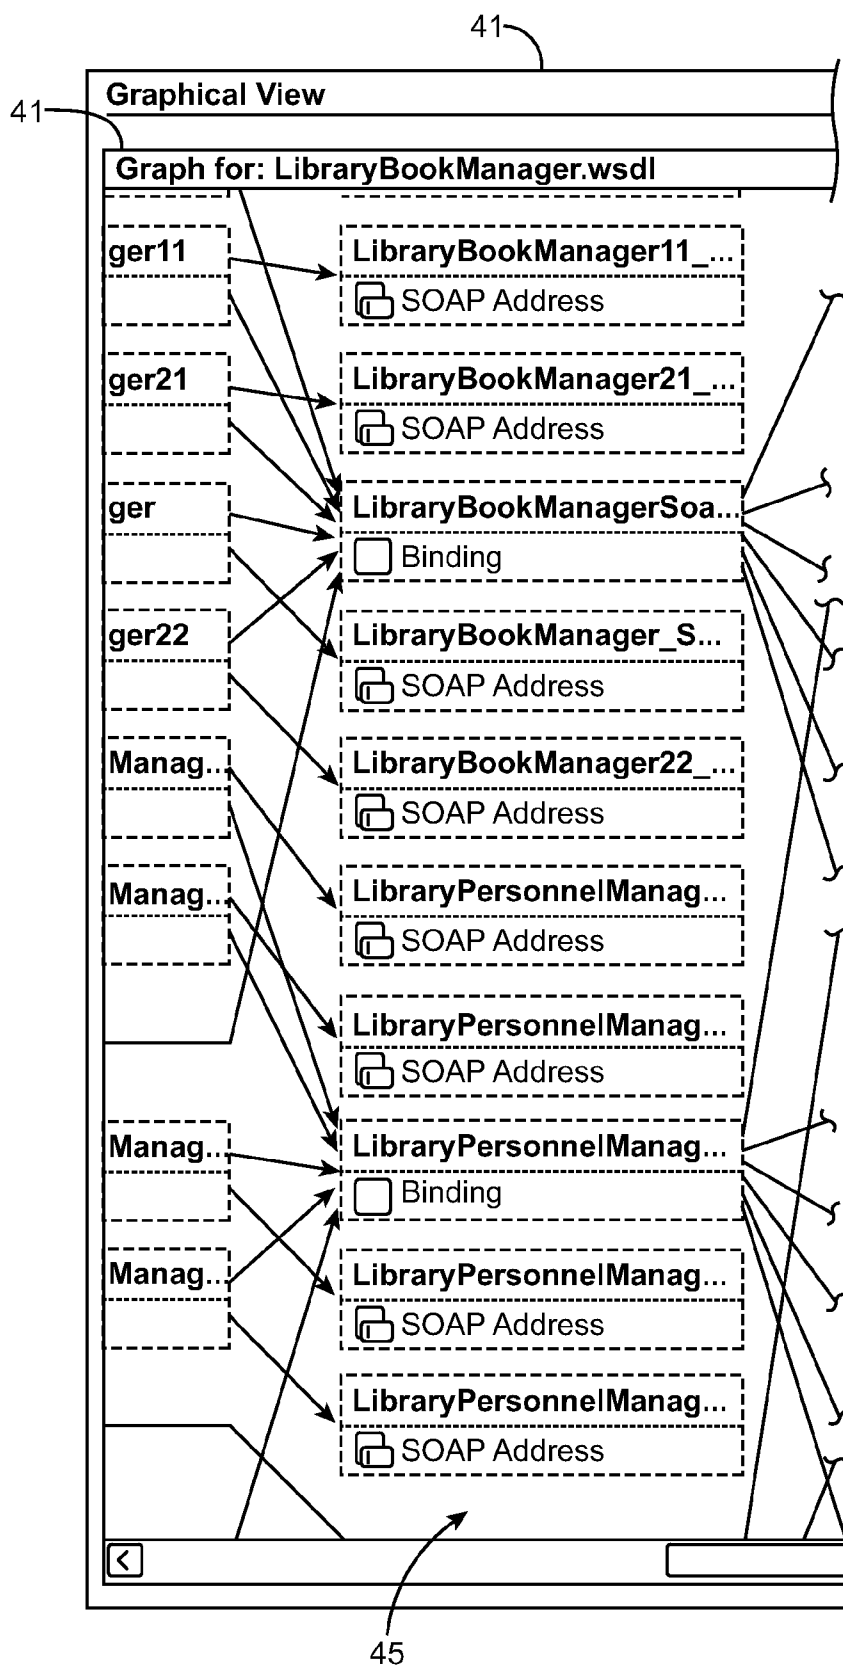 41
Graphical View
41
Graph for: LibraryBookManager.wsdl
ger11
LibraryBookManager11_...
SOAP Address
ger21
LibraryBookManager21_...
SOAP Address
ger
LibraryBookManagerSoa...
Binding
ger22
LibraryBookManager_S...
SOAP Address
Manag...
LibraryBookManager22_...
SOAP Address
Manag...
LibraryPersonnelManag...
SOAP Address
LibraryPersonnelManag...
SOAP Address
Manag...
LibraryPersonnelManag...
Binding
Manag...
LibraryPersonnelManag...
SOAP Address
LibraryPersonnelManag...
SOAP Address
45